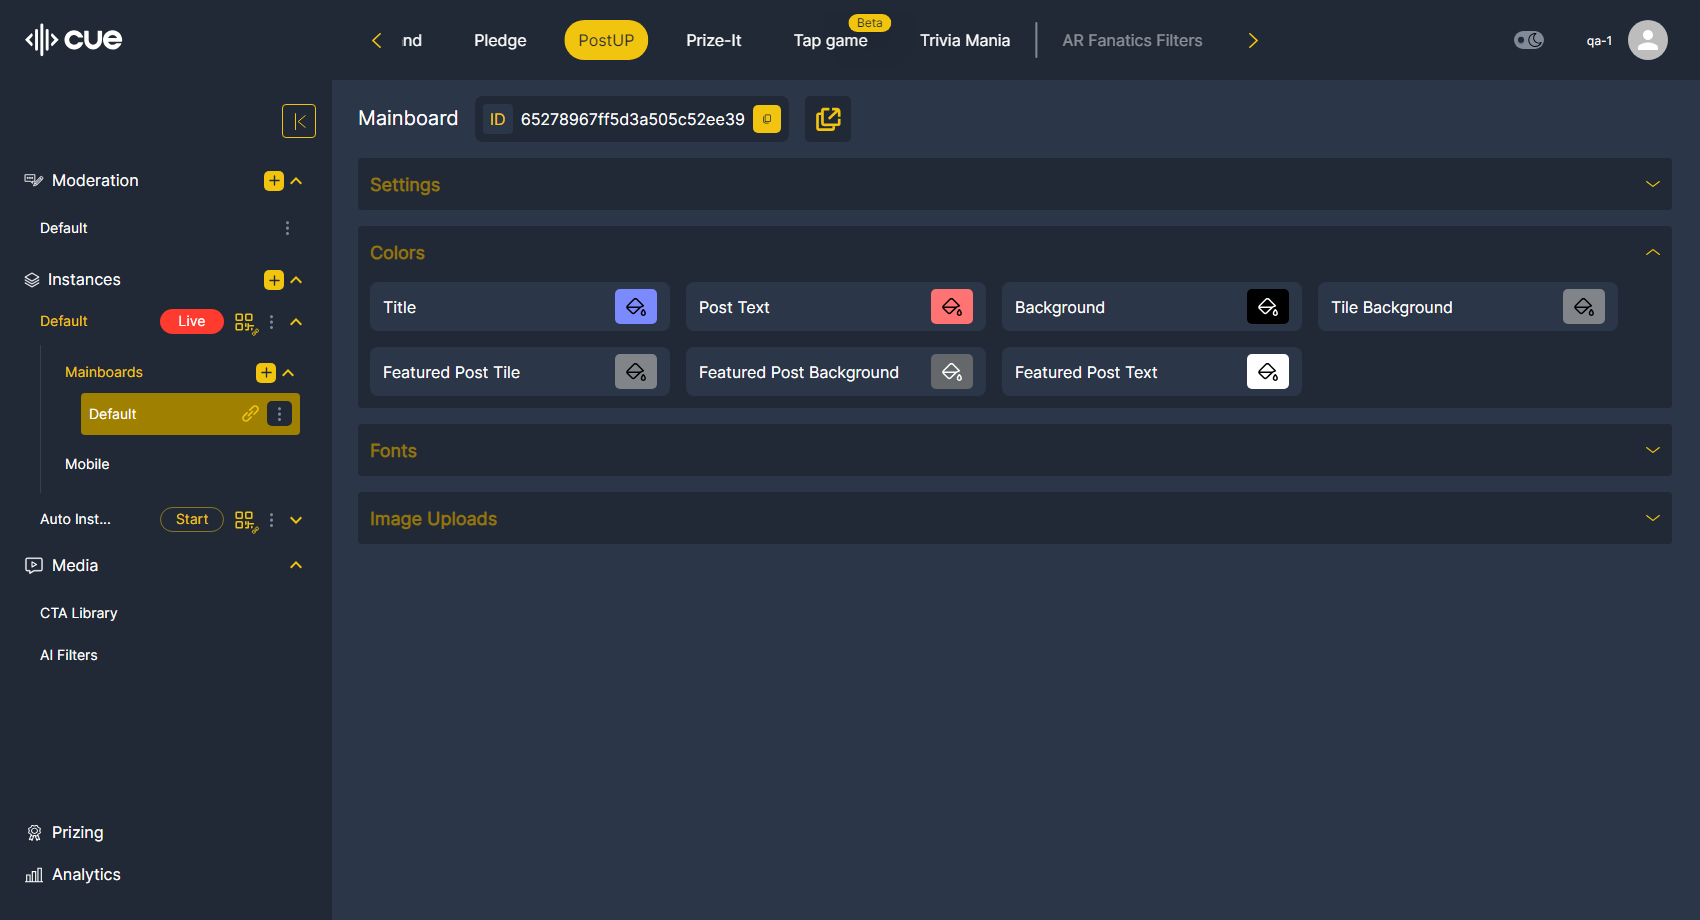 cue
nd
Pledge
PostUP
Prize-It
Beta
Tap game
Trivia Mania
AR Fanatics Filters
qa-1
Mainboard
ID
65278967ff5d3a505c52ee39
Moderation
Default
Instances
Default
Live
Mainboards
Default
Mobile
Auto Inst...
Start
Media
CTA Library
AI Filters
Prizing
Analytics
Settings
Colors
Title
Post Text
Background
Tile Background
Featured Post Tile
Featured Post Background
Featured Post Text
Fonts
Image Uploads